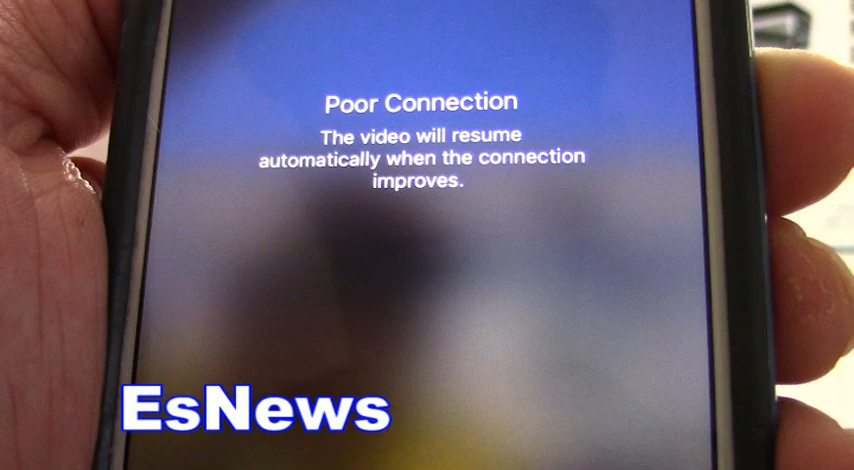 Poor Connection
The video will resume
automatically when the connection
improves.
EsNews